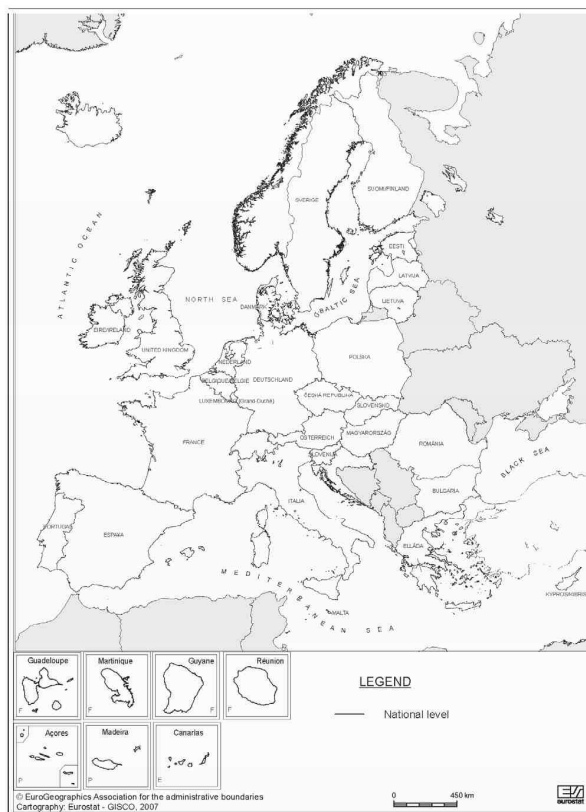 ATLANTIC OCEAN
NORTH SEA
BALTIC SEA
BLACK SEA
MEDITERRANEAN SEA
SVERIGE
SUOMI/FINLAND
EESTI
LATVIJA
LIETUVA
DANMARK
EIRE/IRELAND
UNITED KINGDOM
NEDERLAND
BELGIQUE/BELGIE
DEUTSCHLAND
LUXEMBOURG (Grand-Duché)
POLSKA
ČESKÁ REPUBLIKA
SLOVENSKO
ÖSTERREICH
MAGYARORSZÁG
SLOVENIJA
ROMÂNIA
BULGARIA
FRANCE
ITALIA
PORTUGAL
ESPAÑA
ELLÁDA
MALTA
KYPROS/KIBRIS
Guadeloupe
F
Martinique
F
Guyane
F
Réunion
F
Açores
P
Madeira
P
Canarias
E
LEGEND
National level
© EuroGeographics Association for the administrative boundaries
Cartography: Eurostat - GISCO, 2007
0 450 km
eurostat